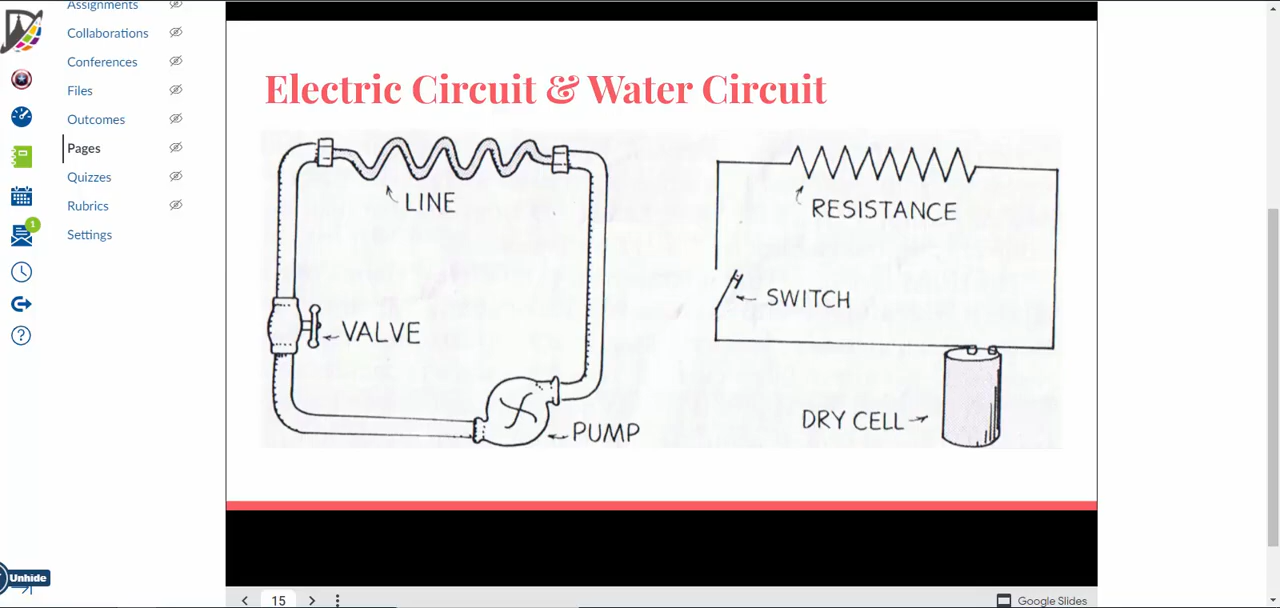 Assignments
Collaborations
Conferences
Files
Outcomes
Pages
Quizzes
Rubrics
Settings
1
Unhide
Electric Circuit & Water Circuit
LINE
VALVE
PUMP
RESISTANCE
SWITCH
DRY CELL
15
Google Slides